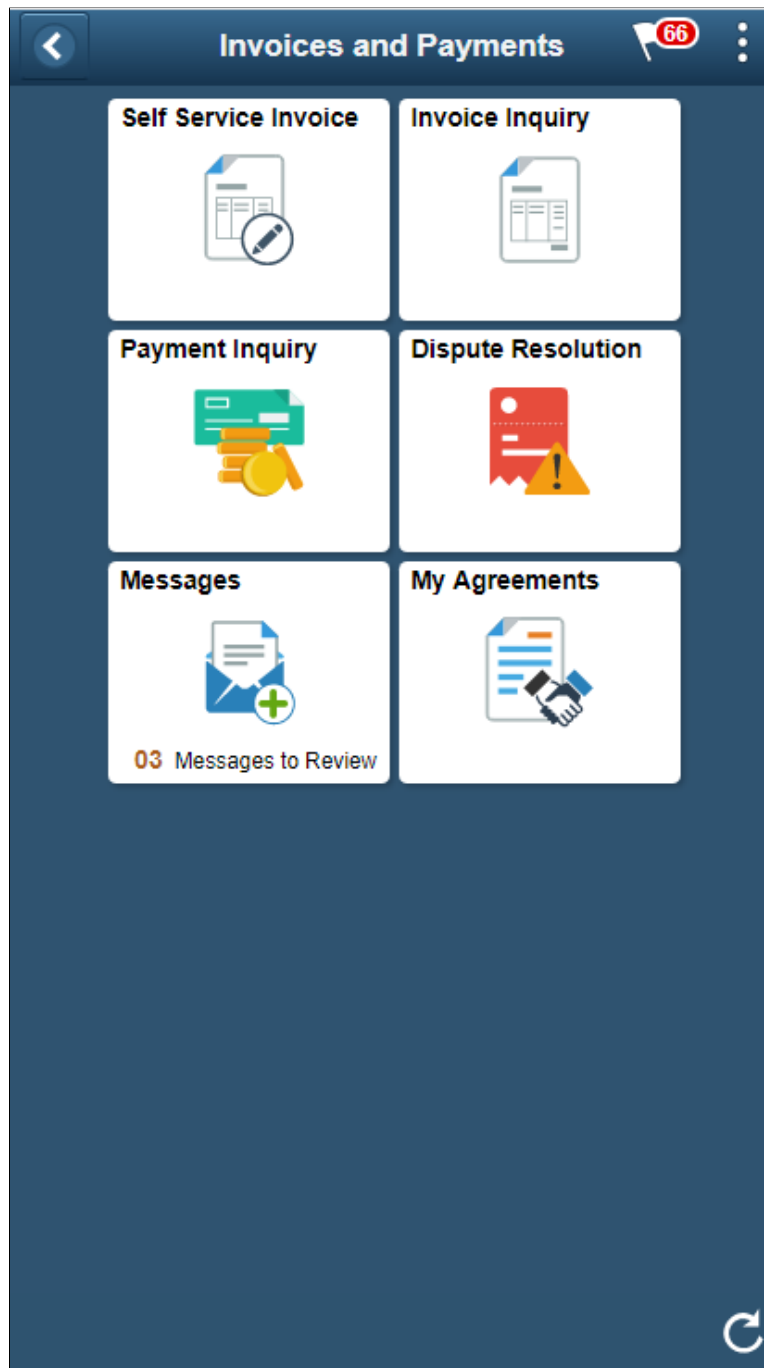 Invoices and Payments
66
Self Service Invoice
Invoice Inquiry
Payment Inquiry
Dispute Resolution
Messages
My Agreements
03 Messages to Review